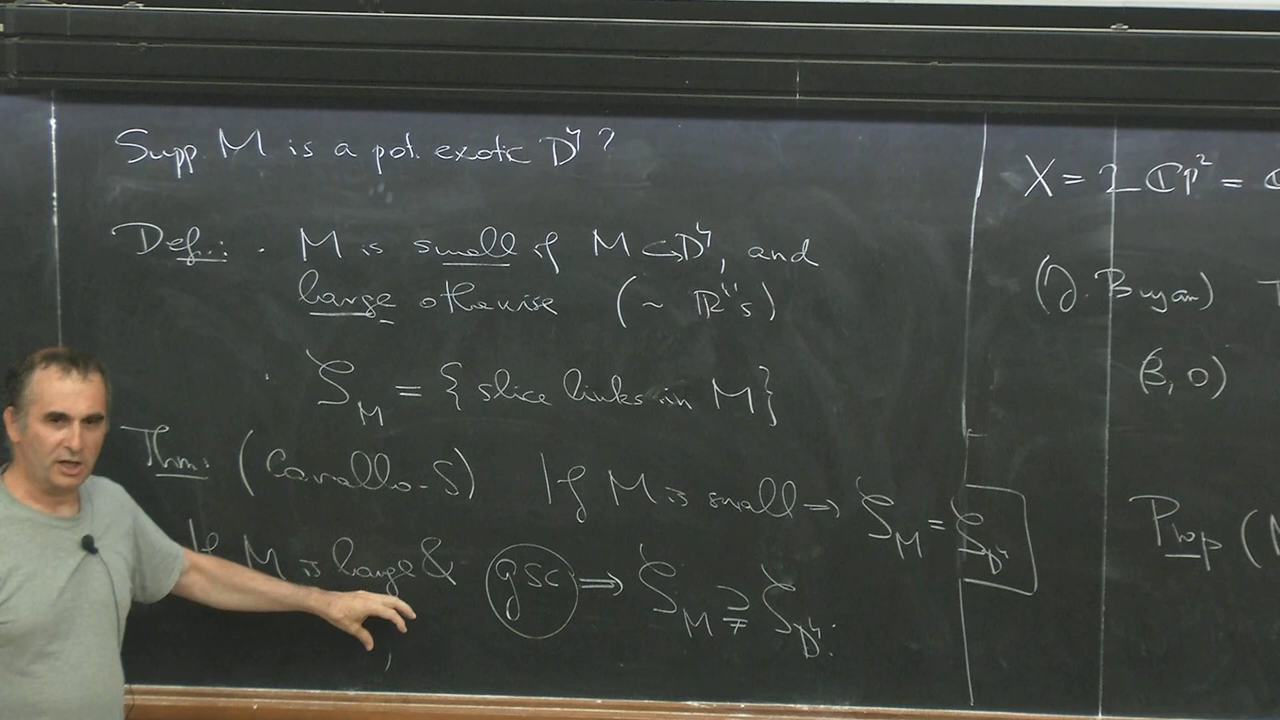 Supp. M is a pot. exotic D⁴?
Def.: · M is small if M ⊂ D⁴, and
large otherwise (~ ℝ⁴'s)
· S_M = {slice links in M}
Thm: (Cavallo-S) If M is small ⇒ S_M = S_D⁴
If M is large & gsc ⇒ S_M ⊋ S_D⁴.
X = 2 ℂP² =
(J. Bryan)
(3, 0)
Prop (